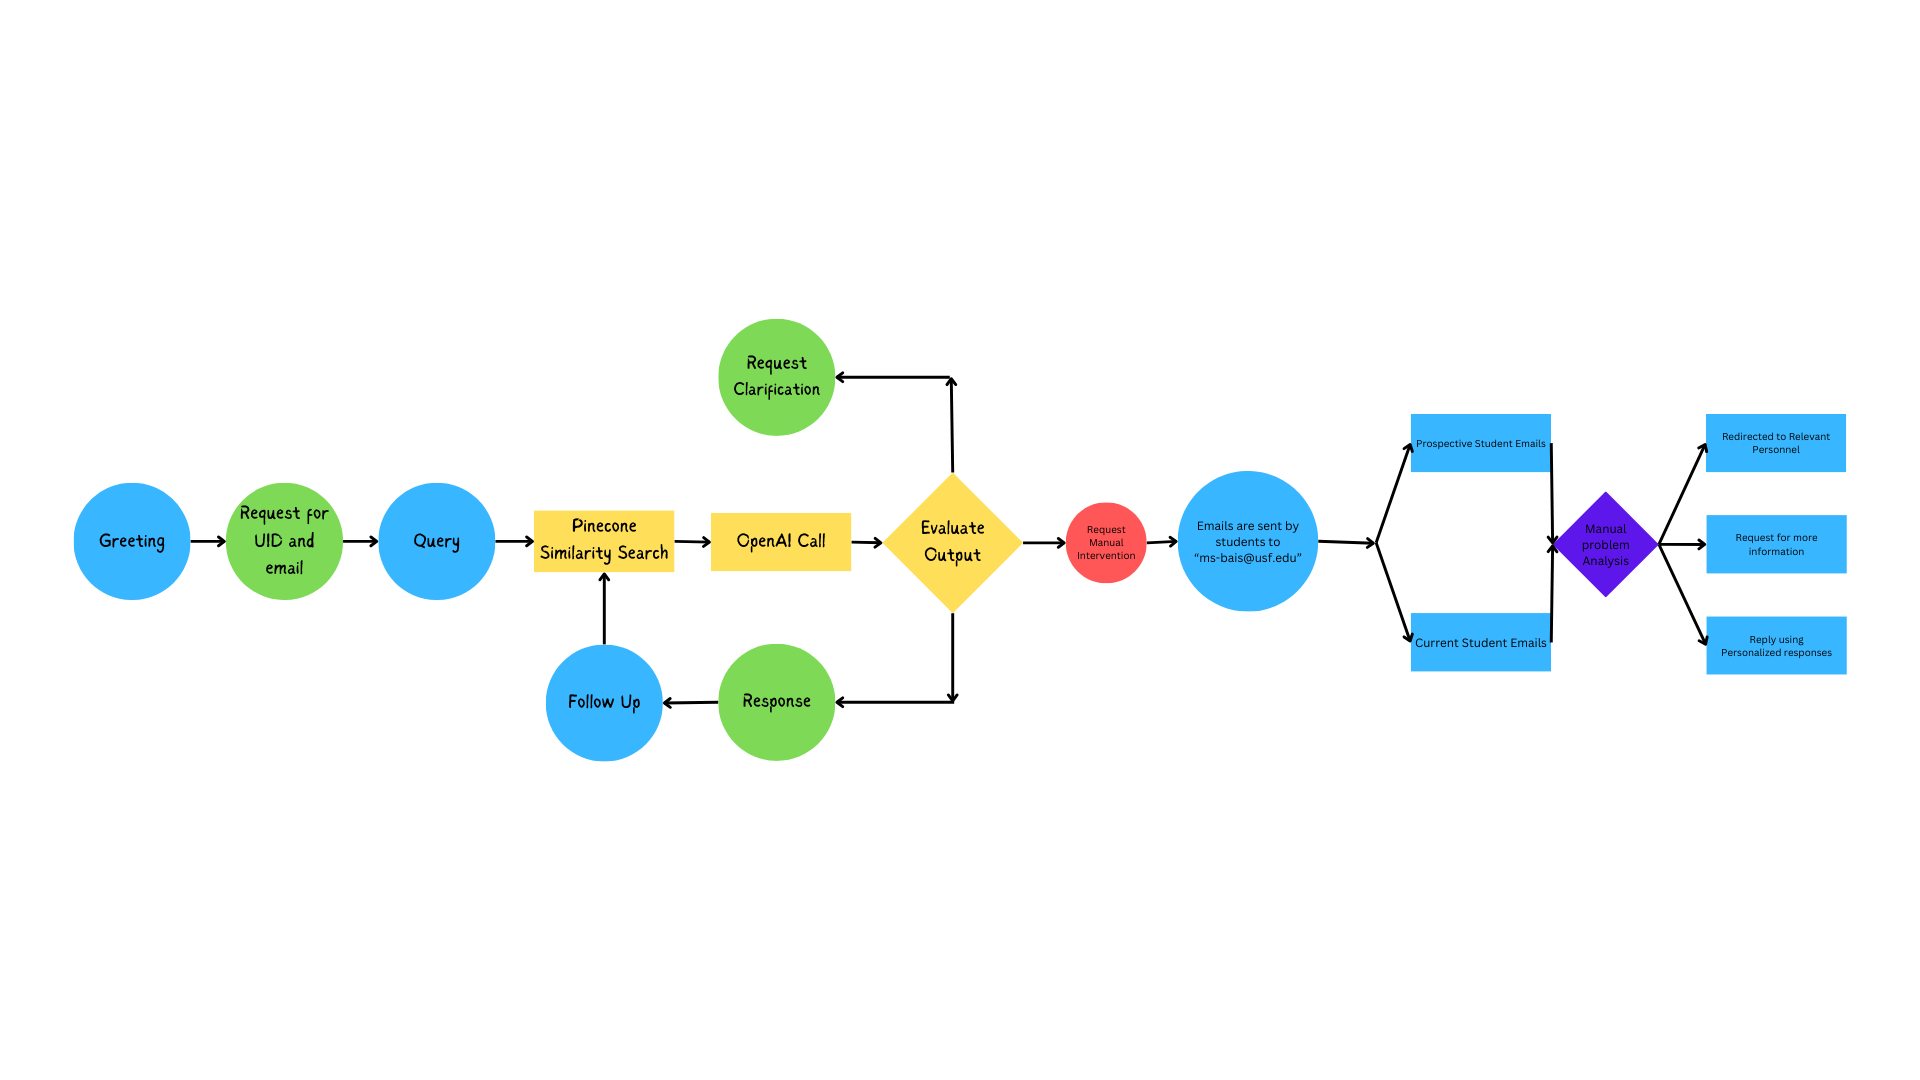 Greeting
Request for
UID and
email
Query
Pinecone
Similarity Search
OpenAI Call
Request
Clarification
Evaluate
Output
Follow Up
Response
Request
Manual
Intervention
Emails are sent by
students to
“ms-bais@usf.edu”
Prospective Student Emails
Current Student Emails
Manual
problem
Analysis
Redirected to Relevant
Personnel
Request for more
information
Reply using
Personalized responses